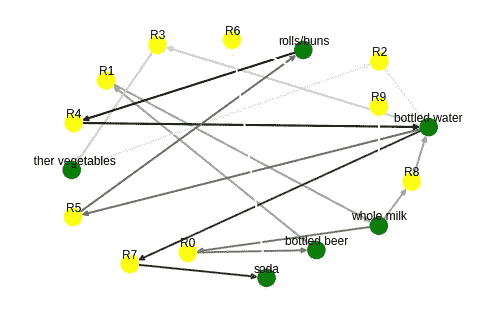 R3
R6
rolls/buns
R2
R1
R9
R4
bottled water
ther vegetables
R8
R5
whole milk
R0
bottled beer
R7
soda